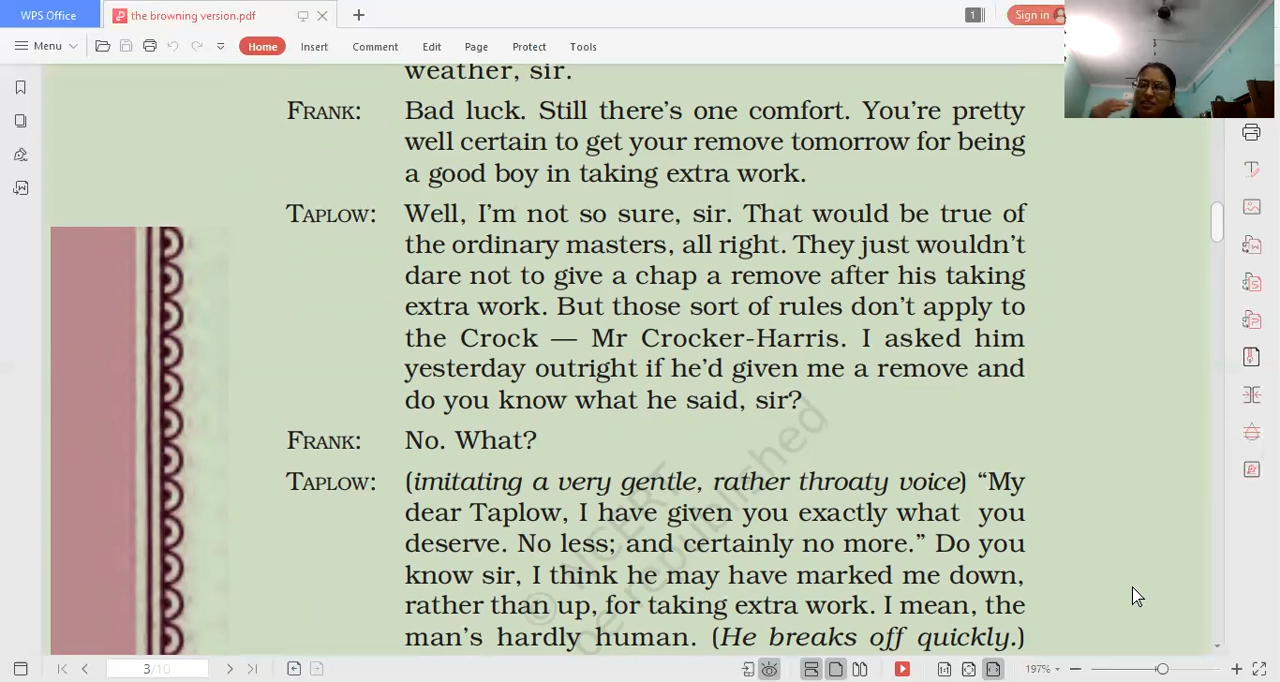 WPS Office
the browning version.pdf
1
Sign in
Menu
Home
Insert
Comment
Edit
Page
Protect
Tools
weather, sir.
FRANK: Bad luck. Still there's one comfort. You're pretty
well certain to get your remove tomorrow for being
a good boy in taking extra work.
TAPLOW: Well, I'm not so sure, sir. That would be true of
the ordinary masters, all right. They just wouldn't
dare not to give a chap a remove after his taking
extra work. But those sort of rules don't apply to
the Crock — Mr Crocker-Harris. I asked him
yesterday outright if he'd given me a remove and
do you know what he said, sir?
FRANK: No. What?
TAPLOW: (imitating a very gentle, rather throaty voice) “My
dear Taplow, I have given you exactly what you
deserve. No less; and certainly no more.” Do you
know sir, I think he may have marked me down,
rather than up, for taking extra work. I mean, the
man's hardly human. (He breaks off quickly.)
© NCERT
be republished
3/10
197%